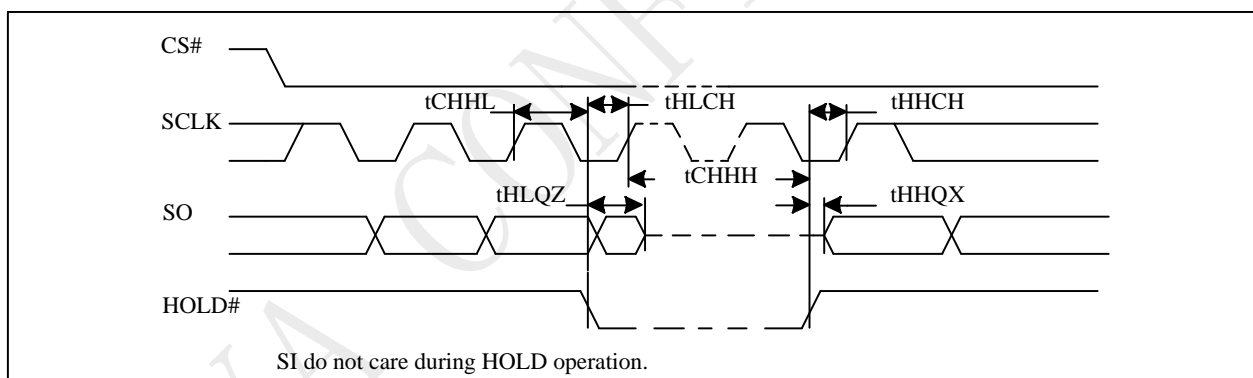 CS#
tCHHL
tHLCH
tHHCH
SCLK
tCHHH
tHLQZ
tHHQX
SO
HOLD#
SI do not care during HOLD operation.